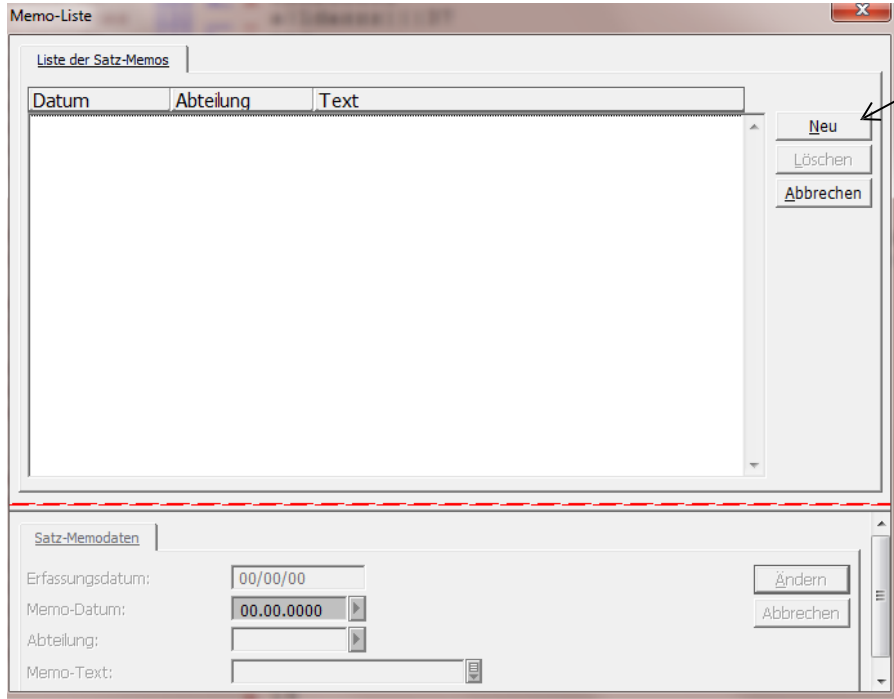 Memo-Liste
Liste der Satz-Memos
Datum Abteilung Text
Neu
Löschen
Abbrechen
Satz-Memodaten
Erfassungsdatum: 00/00/00 Ändern
Memo-Datum: 00.00.0000 Abbrechen
Abteilung:
Memo-Text: